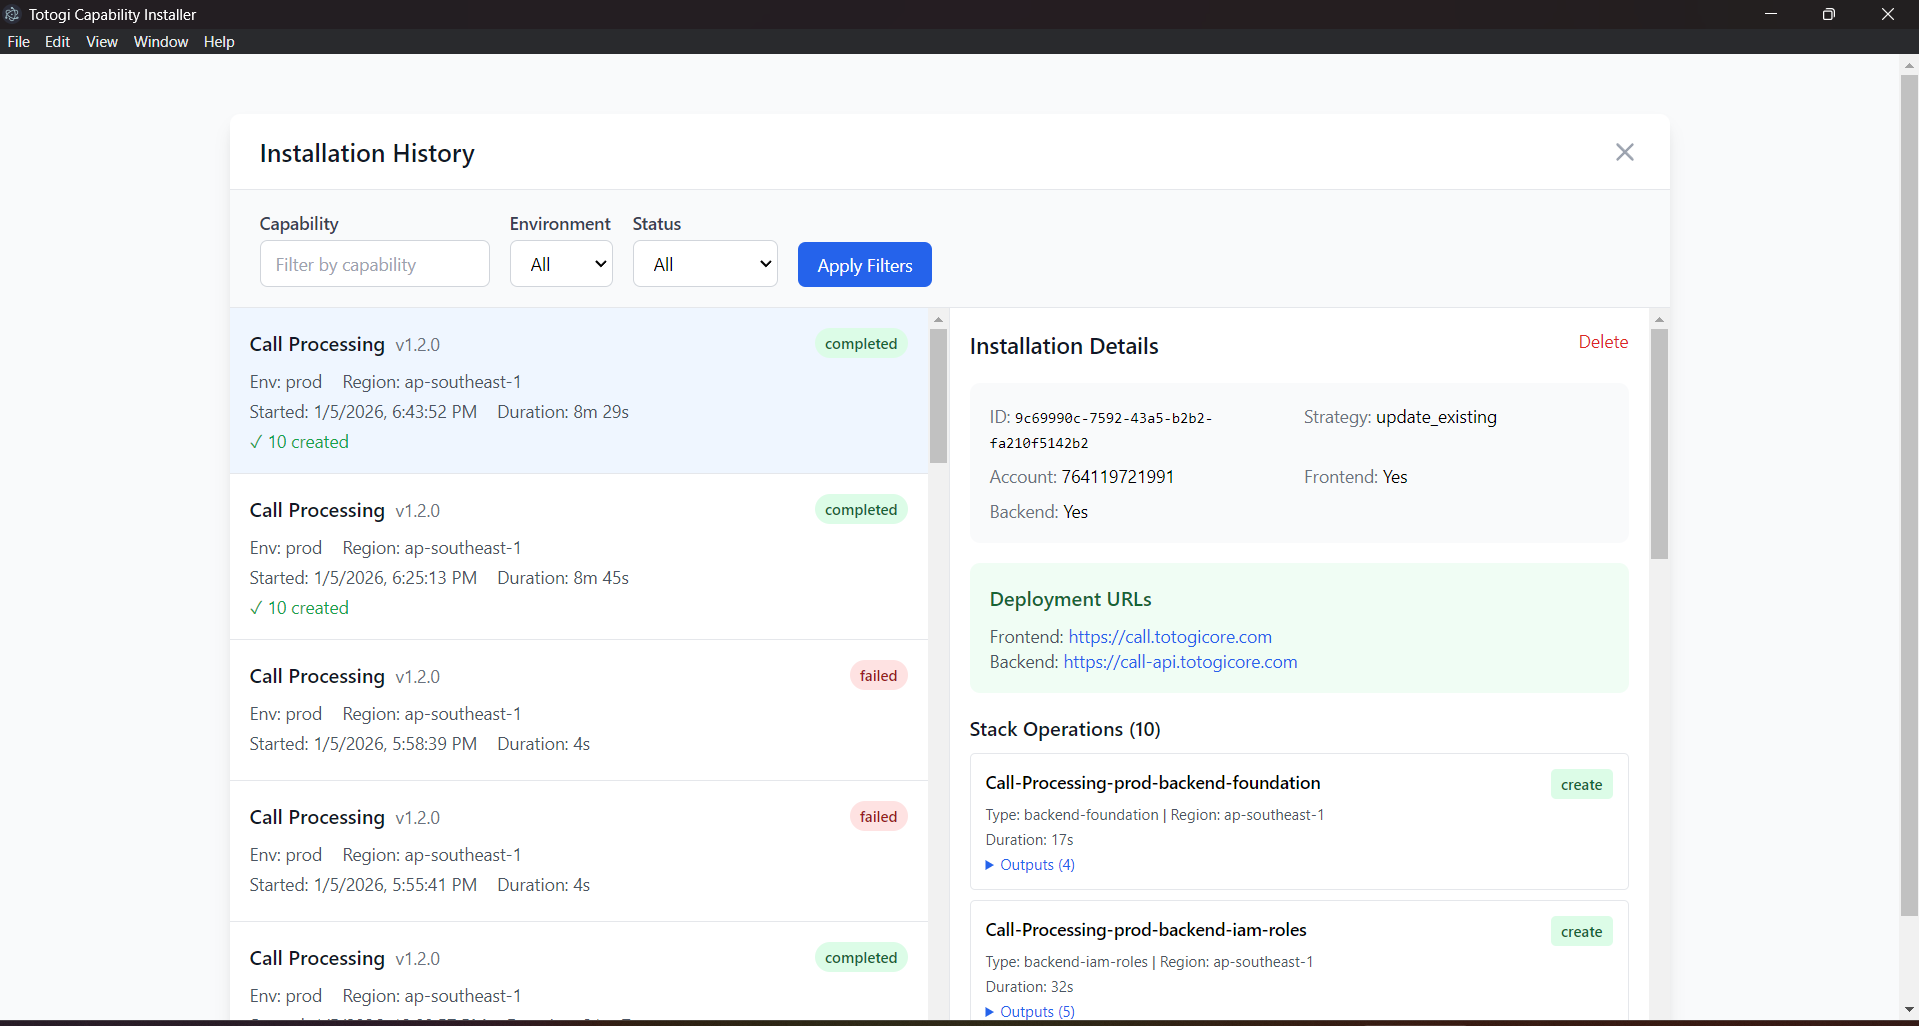 Totogi Capability Installer
File Edit View Window Help
Installation History
Capability Environment Status
Filter by capability All All Apply Filters
Call Processing v1.2.0 completed
Env: prod Region: ap-southeast-1
Started: 1/5/2026, 6:43:52 PM Duration: 8m 29s
✓ 10 created
Call Processing v1.2.0 completed
Env: prod Region: ap-southeast-1
Started: 1/5/2026, 6:25:13 PM Duration: 8m 45s
✓ 10 created
Call Processing v1.2.0 failed
Env: prod Region: ap-southeast-1
Started: 1/5/2026, 5:58:39 PM Duration: 4s
Call Processing v1.2.0 failed
Env: prod Region: ap-southeast-1
Started: 1/5/2026, 5:55:41 PM Duration: 4s
Call Processing v1.2.0 completed
Env: prod Region: ap-southeast-1
Installation Details Delete
ID: 9c69990c-7592-43a5-b2b2-
fa210f5142b2
Strategy: update_existing
Account: 764119721991 Frontend: Yes
Backend: Yes
Deployment URLs
Frontend: https://call.totogicore.com
Backend: https://call-api.totogicore.com
Stack Operations (10)
Call-Processing-prod-backend-foundation create
Type: backend-foundation | Region: ap-southeast-1
Duration: 17s
▶ Outputs (4)
Call-Processing-prod-backend-iam-roles create
Type: backend-iam-roles | Region: ap-southeast-1
Duration: 32s
▶ Outputs (5)